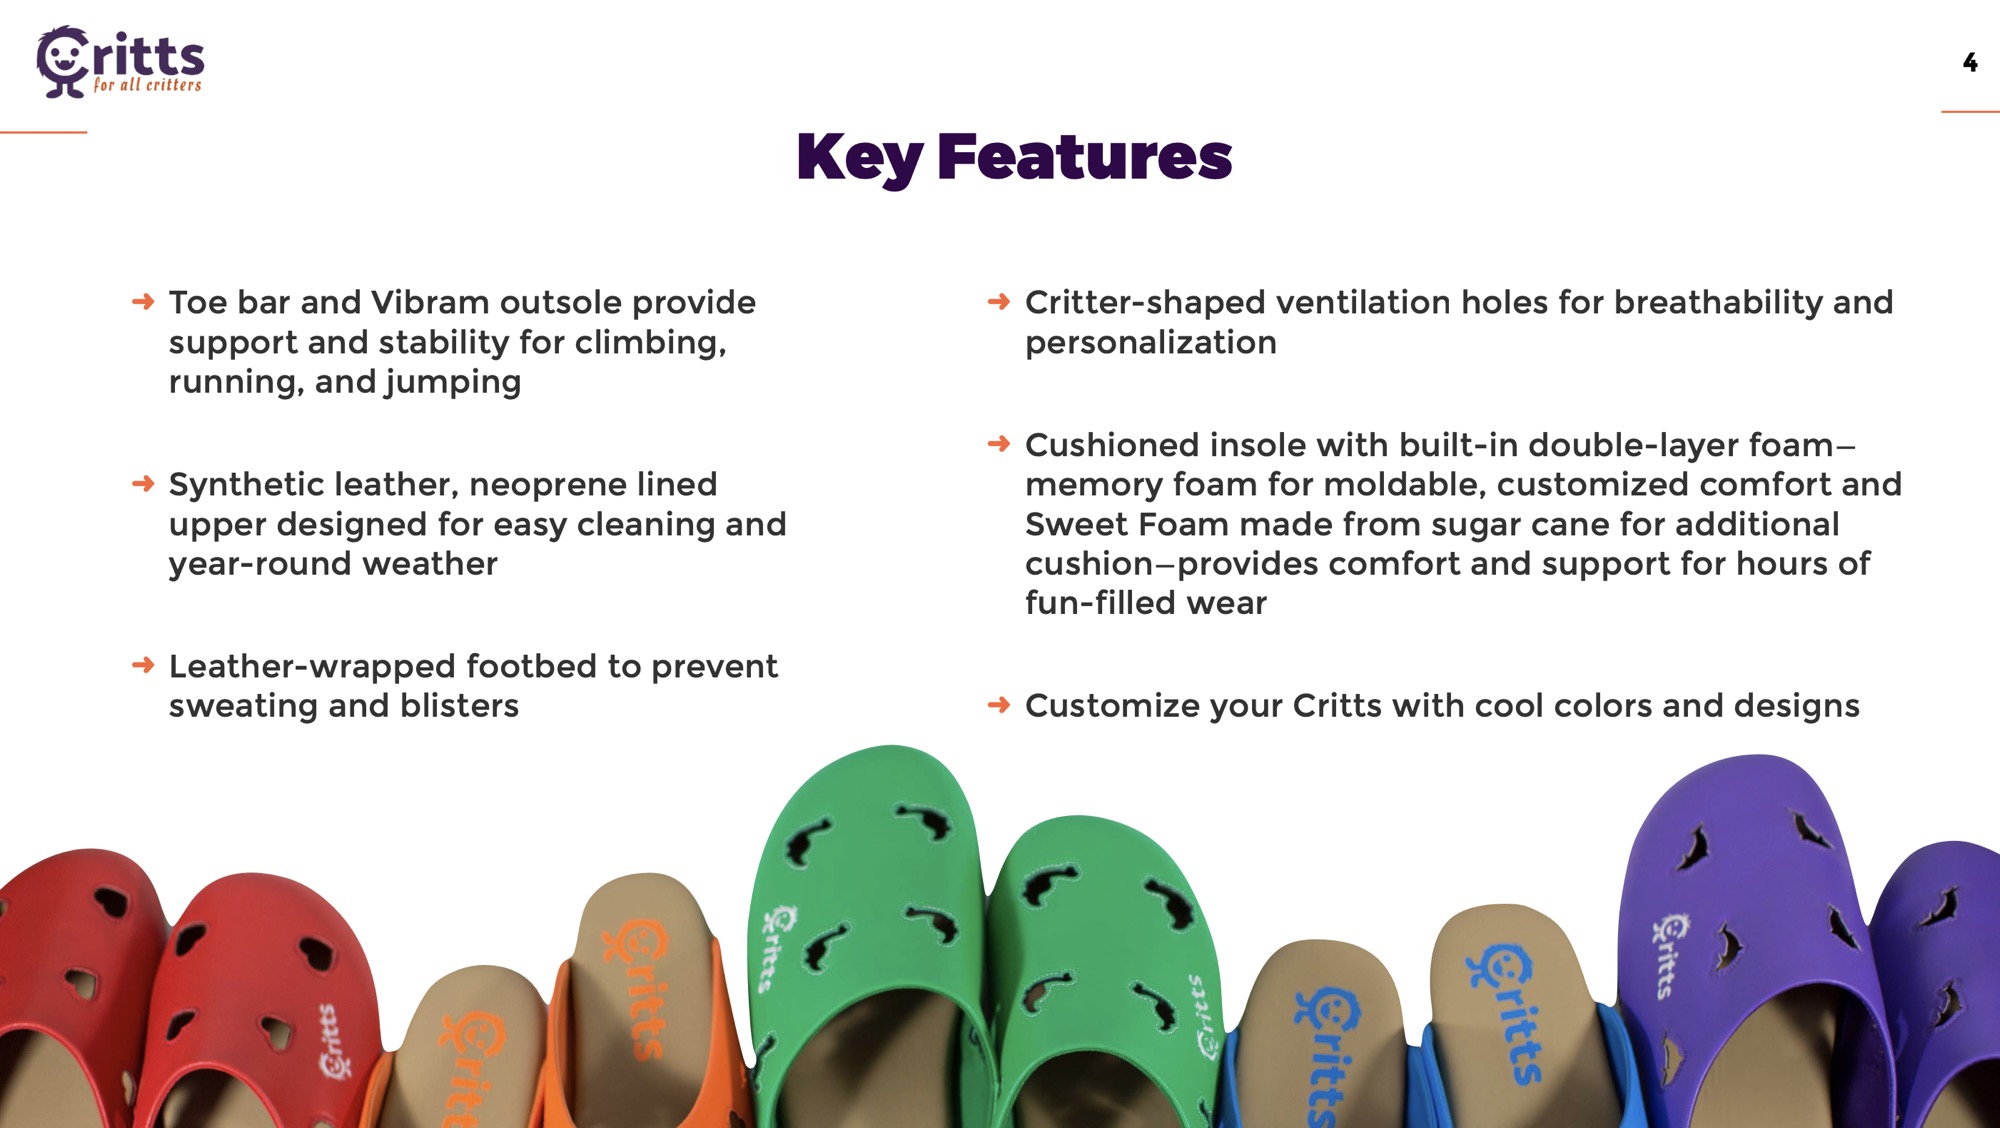 Critts
for all critters
4
Key Features
➜ Toe bar and Vibram outsole provide
support and stability for climbing,
running, and jumping
➜ Synthetic leather, neoprene lined
upper designed for easy cleaning and
year-round weather
➜ Leather-wrapped footbed to prevent
sweating and blisters
➜ Critter-shaped ventilation holes for breathability and
personalization
➜ Cushioned insole with built-in double-layer foam—
memory foam for moldable, customized comfort and
Sweet Foam made from sugar cane for additional
cushion—provides comfort and support for hours of
fun-filled wear
➜ Customize your Critts with cool colors and designs
Critts
Critts
Critts
Critts
Critts
Critts
Critts
Critts